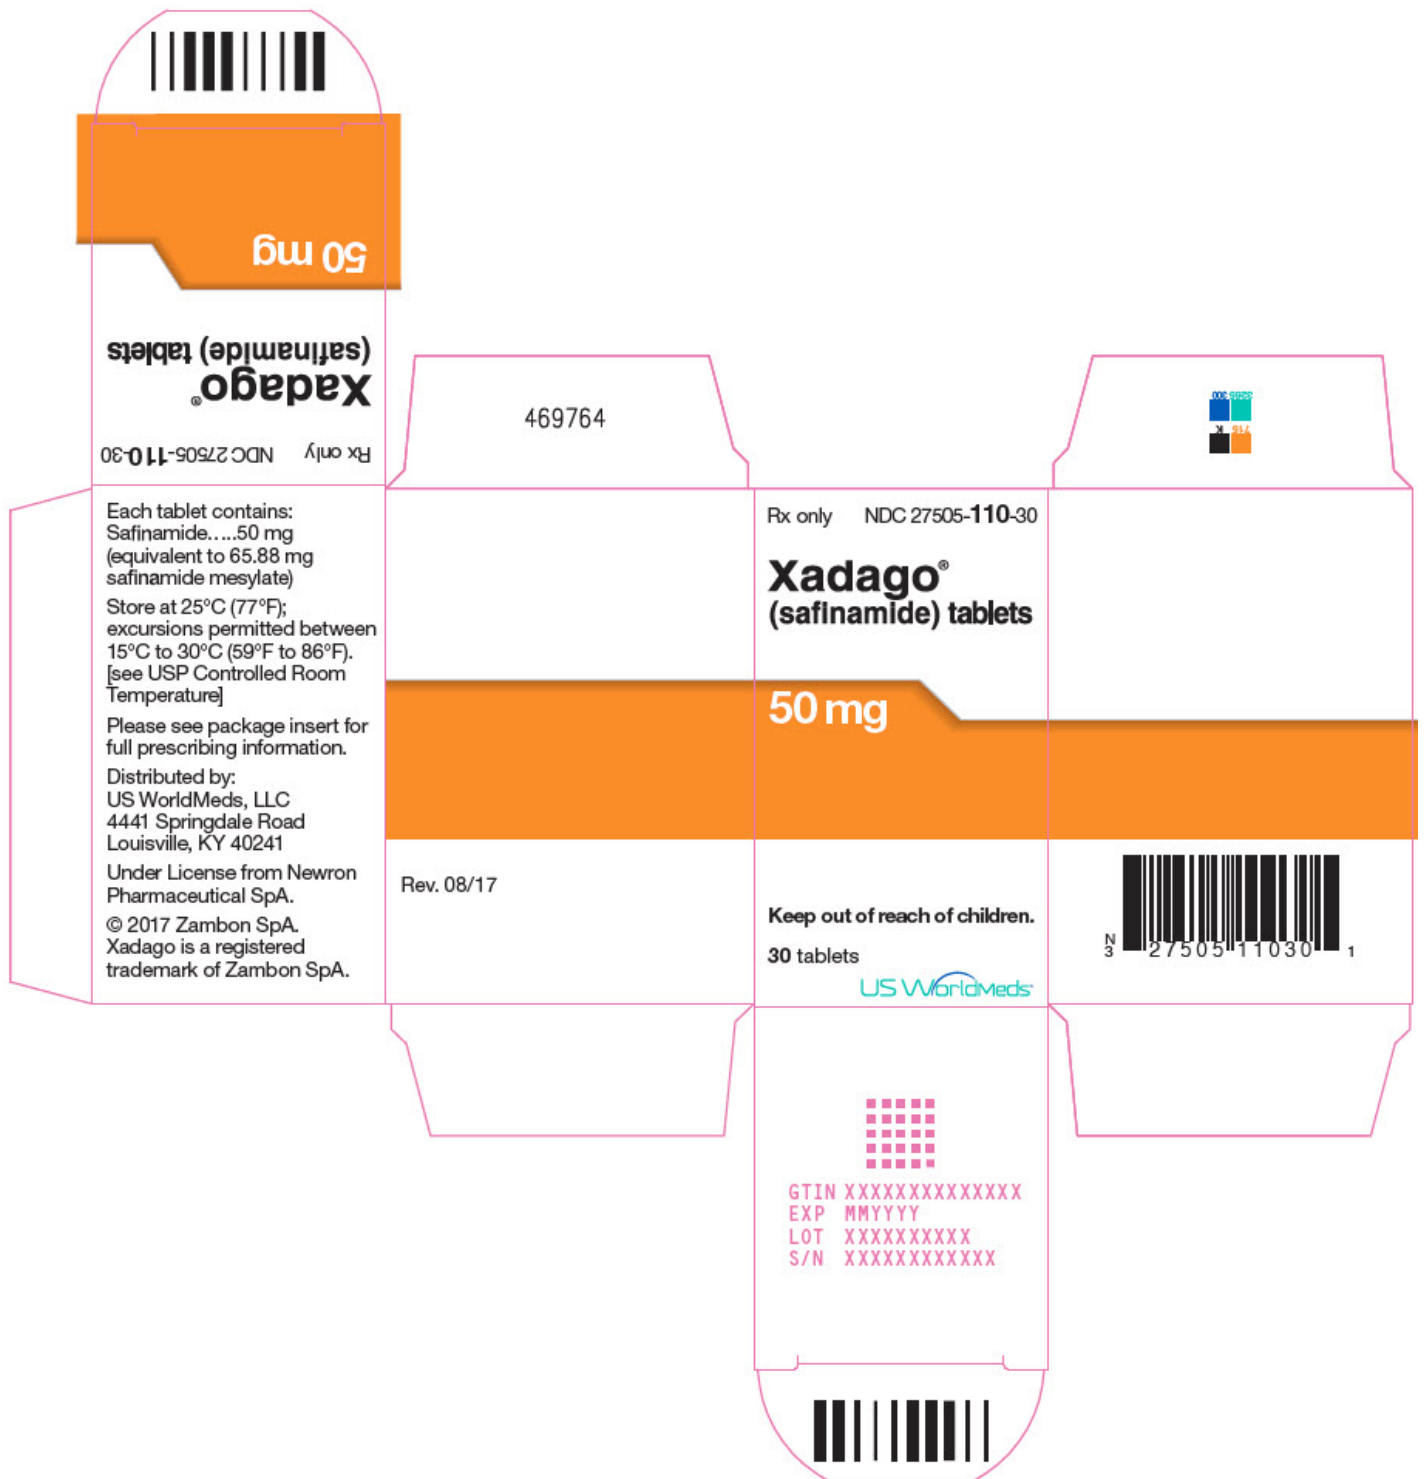 50 mg
Xadago®
(safinamide) tablets
Rx only NDC 27505-110-30
Each tablet contains:
Safinamide.....50 mg
(equivalent to 65.88 mg
safinamide mesylate)
Store at 25°C (77°F);
excursions permitted between
15°C to 30°C (59°F to 86°F).
[see USP Controlled Room
Temperature]
Please see package insert for
full prescribing information.
Distributed by:
US WorldMeds, LLC
4441 Springdale Road
Louisville, KY 40241
Under License from Newron
Pharmaceutical SpA.
© 2017 Zambon SpA.
Xadago is a registered
trademark of Zambon SpA.
469764
Rev. 08/17
Rx only NDC 27505-110-30
Xadago®
(safinamide) tablets
50 mg
Keep out of reach of children.
30 tablets
US WorldMeds
GTIN XXXXXXXXXXXXXX
EXP MMYYYY
LOT XXXXXXXXXX
S/N XXXXXXXXXXXX
715 K
3265 300
N
3 27505 11030 1